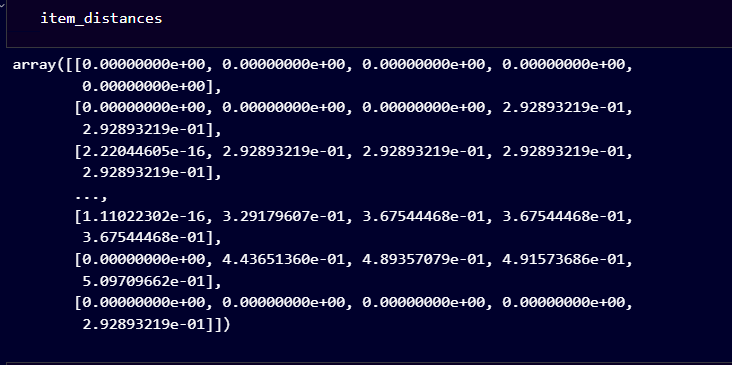 item_distances
array([[0.00000000e+00, 0.00000000e+00, 0.00000000e+00, 0.00000000e+00,
0.00000000e+00],
[0.00000000e+00, 0.00000000e+00, 0.00000000e+00, 2.92893219e-01,
2.92893219e-01],
[2.22044605e-16, 2.92893219e-01, 2.92893219e-01, 2.92893219e-01,
2.92893219e-01],
...,
[1.11022302e-16, 3.29179607e-01, 3.67544468e-01, 3.67544468e-01,
3.67544468e-01],
[0.00000000e+00, 4.43651360e-01, 4.89357079e-01, 4.91573686e-01,
5.09709662e-01],
[0.00000000e+00, 0.00000000e+00, 0.00000000e+00, 0.00000000e+00,
2.92893219e-01]])